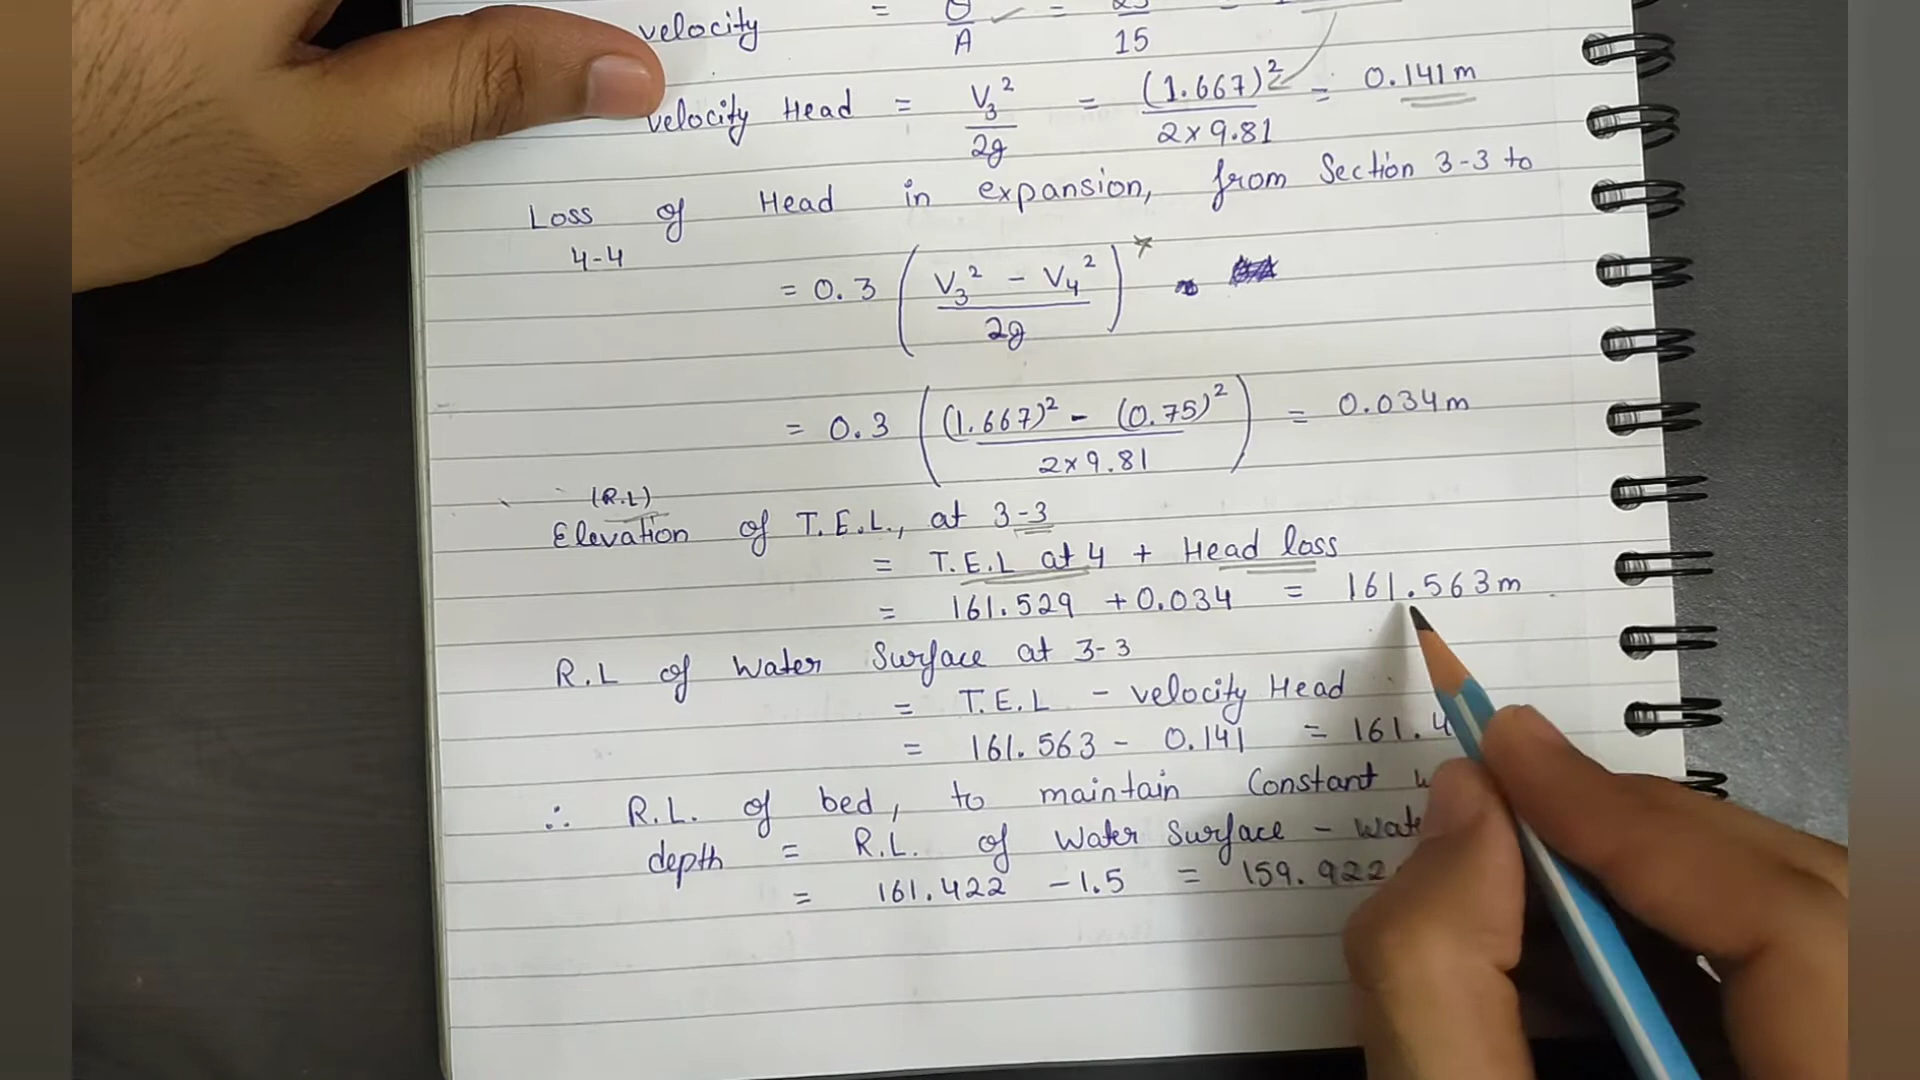 velocity = Q/A = /15
velocity Head = V₃²/2g = (1.667)²/2×9.81 = 0.141m
Loss of Head in expansion, from Section 3-3 to
4-4
= 0.3 (V₃² - V₄²/2g)
= 0.3 ((1.667)² - (0.75)²/2×9.81) = 0.034m
(R.L)
Elevation of T.E.L., at 3-3
= T.E.L at 4 + Head loss
= 161.529 + 0.034 = 161.563m
R.L of Water Surface at 3-3
= T.E.L - velocity Head
= 161.563 - 0.141 = 161.4
∴ R.L. of bed, to maintain Constant
depth = R.L. of Water Surface -
= 161.422 - 1.5 = 159.922